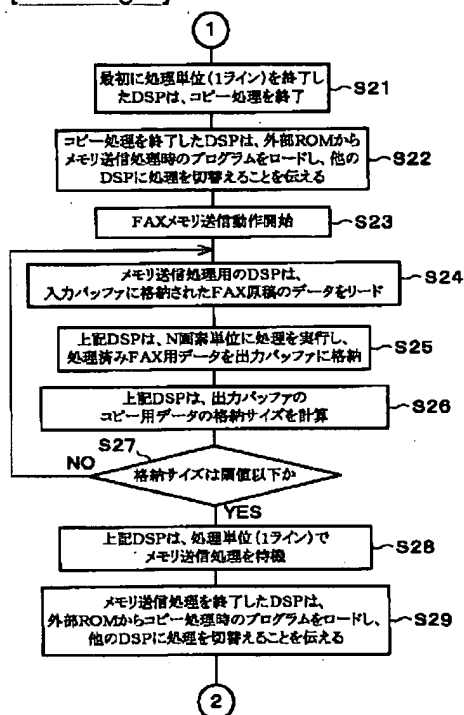 1
最初に処理単位(1ライン)を終了し
たDSPは、コピー処理を終了
S21
コピー処理を終了したDSPは、外部ROMから
メモリ送信処理時のプログラムをロードし、他の
DSPに処理を切替えることを伝える
S22
FAXメモリ送信動作開始
S23
メモリ送信処理用のDSPは、
入力バッファに格納されたFAX原稿のデータをリード
S24
上記DSPは、N画素単位に処理を実行し、
処理済みFAX用データを出力バッファに格納
S25
上記DSPは、出力バッファの
コピー用データの格納サイズを計算
S26
S27
NO
格納サイズは閾値以下か
YES
上記DSPは、処理単位(1ライン)で
メモリ送信処理を待機
S28
メモリ送信処理を終了したDSPは、
外部ROMからコピー処理時のプログラムをロードし、
他のDSPに処理を切替えることを伝える
S29
2